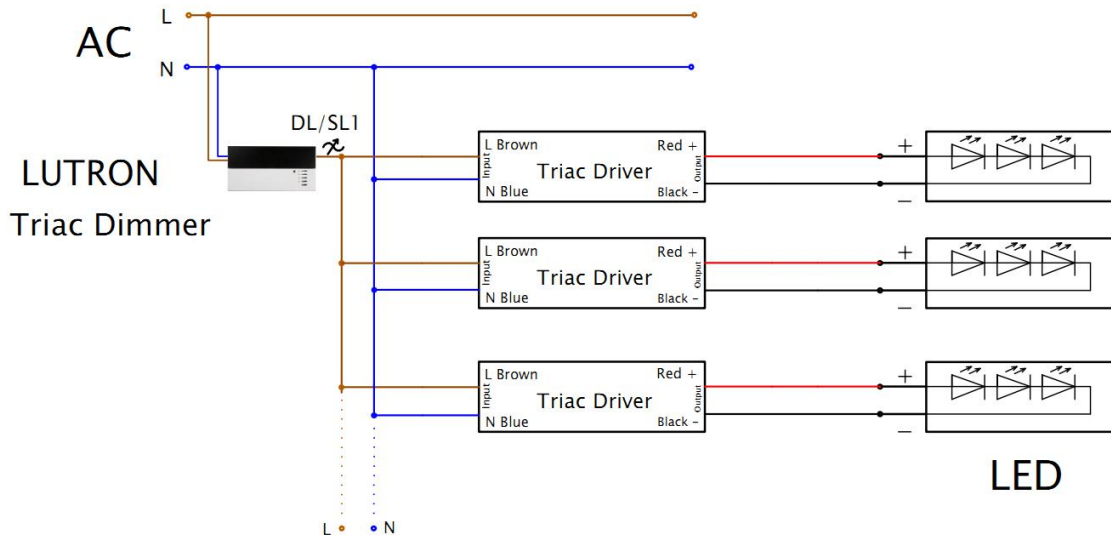 L
AC
N
DL/SL1
LUTRON
Triac Dimmer
L Brown
Red +
Input
Triac Driver
Output
N Blue
Black -
+
−
L Brown
Red +
Input
Triac Driver
Output
N Blue
Black -
+
−
L Brown
Red +
Input
Triac Driver
Output
N Blue
Black -
+
−
LED
L
N